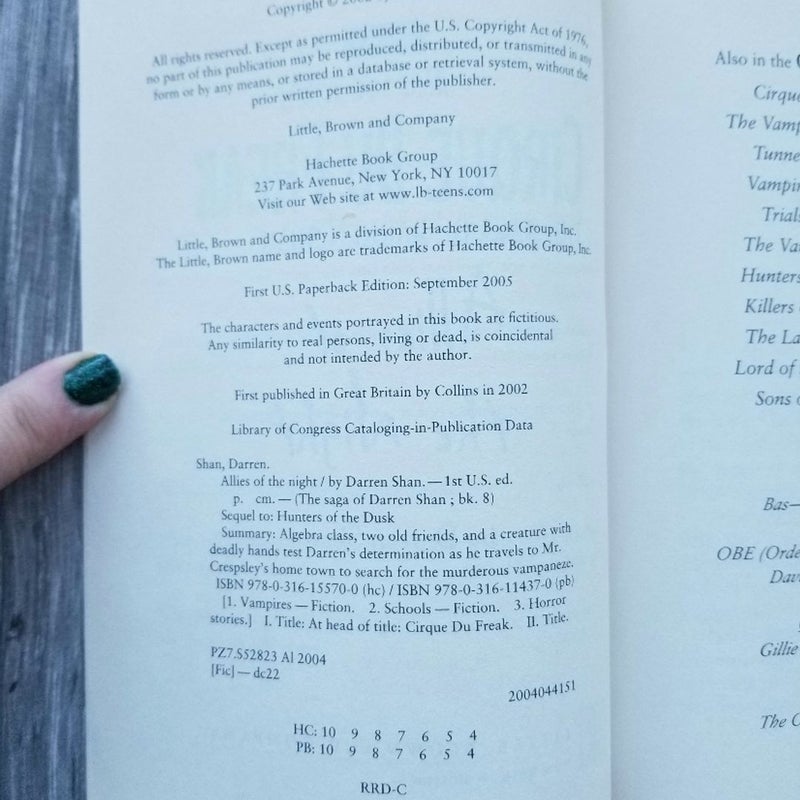 Copyright © 2002
All rights reserved. Except as permitted under the U.S. Copyright Act of 1976,
no part of this publication may be reproduced, distributed, or transmitted in any
form or by any means, or stored in a database or retrieval system, without the
prior written permission of the publisher.
Little, Brown and Company
Hachette Book Group
237 Park Avenue, New York, NY 10017
Visit our Web site at www.lb-teens.com
Little, Brown and Company is a division of Hachette Book Group, Inc.
The Little, Brown name and logo are trademarks of Hachette Book Group, Inc.
First U.S. Paperback Edition: September 2005
The characters and events portrayed in this book are fictitious.
Any similarity to real persons, living or dead, is coincidental
and not intended by the author.
First published in Great Britain by Collins in 2002
Library of Congress Cataloging-in-Publication Data
Shan, Darren.
Allies of the night / by Darren Shan. — 1st U.S. ed.
p. cm. — (The saga of Darren Shan ; bk. 8)
Sequel to: Hunters of the Dusk
Summary: Algebra class, two old friends, and a creature with
deadly hands test Darren's determination as he travels to Mr.
Crespsley's home town to search for the murderous vampaneze.
ISBN 978-0-316-15570-0 (hc) / ISBN 978-0-316-11437-0 (pb)
[1. Vampires — Fiction. 2. Schools — Fiction. 3. Horror
stories.] I. Title: At head of title: Cirque Du Freak. II. Title.
PZ7.S52823 Al 2004
[Fic] — dc22
2004044151
HC: 10 9 8 7 6 5 4
PB: 10 9 8 7 6 5 4
RRD-C
Also in the
Cirque
The Vamp
Tunne
Vampir
Trials
The Va
Hunters
Killers
The La
Lord of
Sons
Bas—
OBE (Orde
Davi
Gillie
The